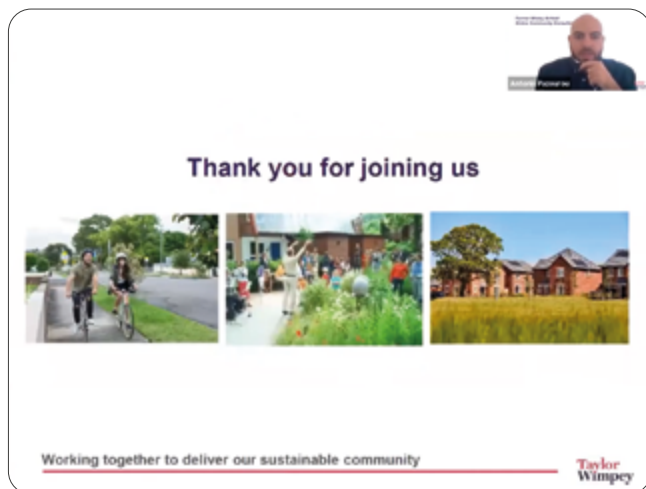 Thank you for joining us
Working together to deliver our sustainable community
Taylor
Wimpey